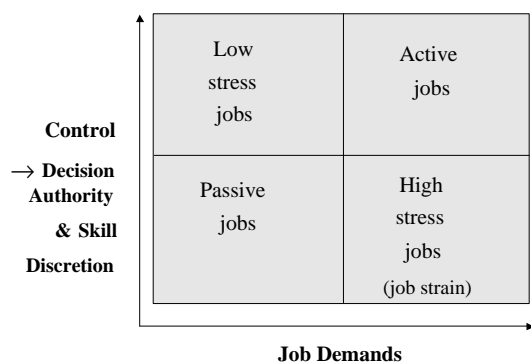 Low
stress
jobs
Active
jobs
Control
→ Decision
Authority
& Skill
Discretion
Passive
jobs
High
stress
jobs
(job strain)
Job Demands